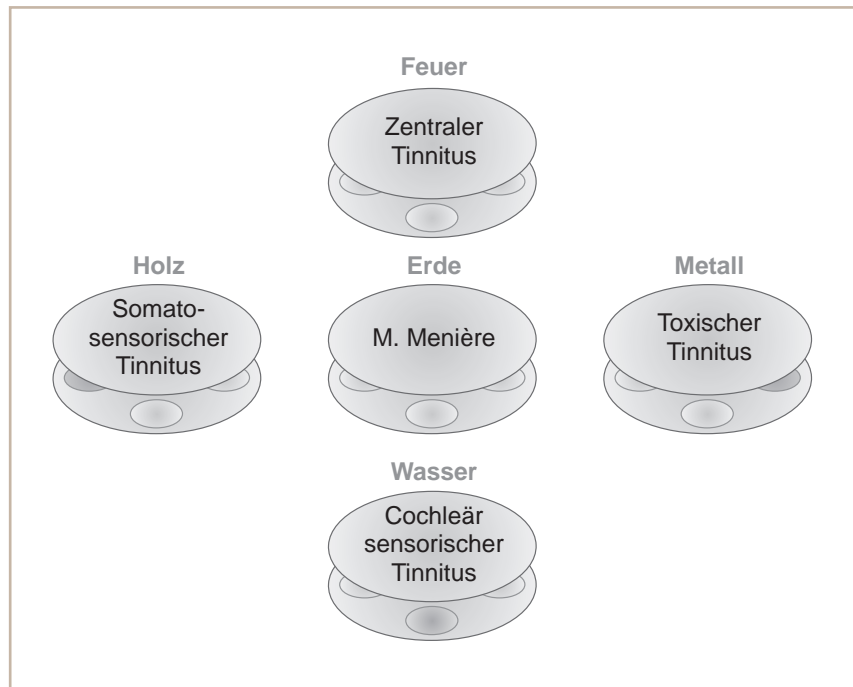 Feuer
Zentraler
Tinnitus
Holz
Somato-
sensorischer
Tinnitus
Erde
M. Menière
Metall
Toxischer
Tinnitus
Wasser
Cochleär
sensorischer
Tinnitus